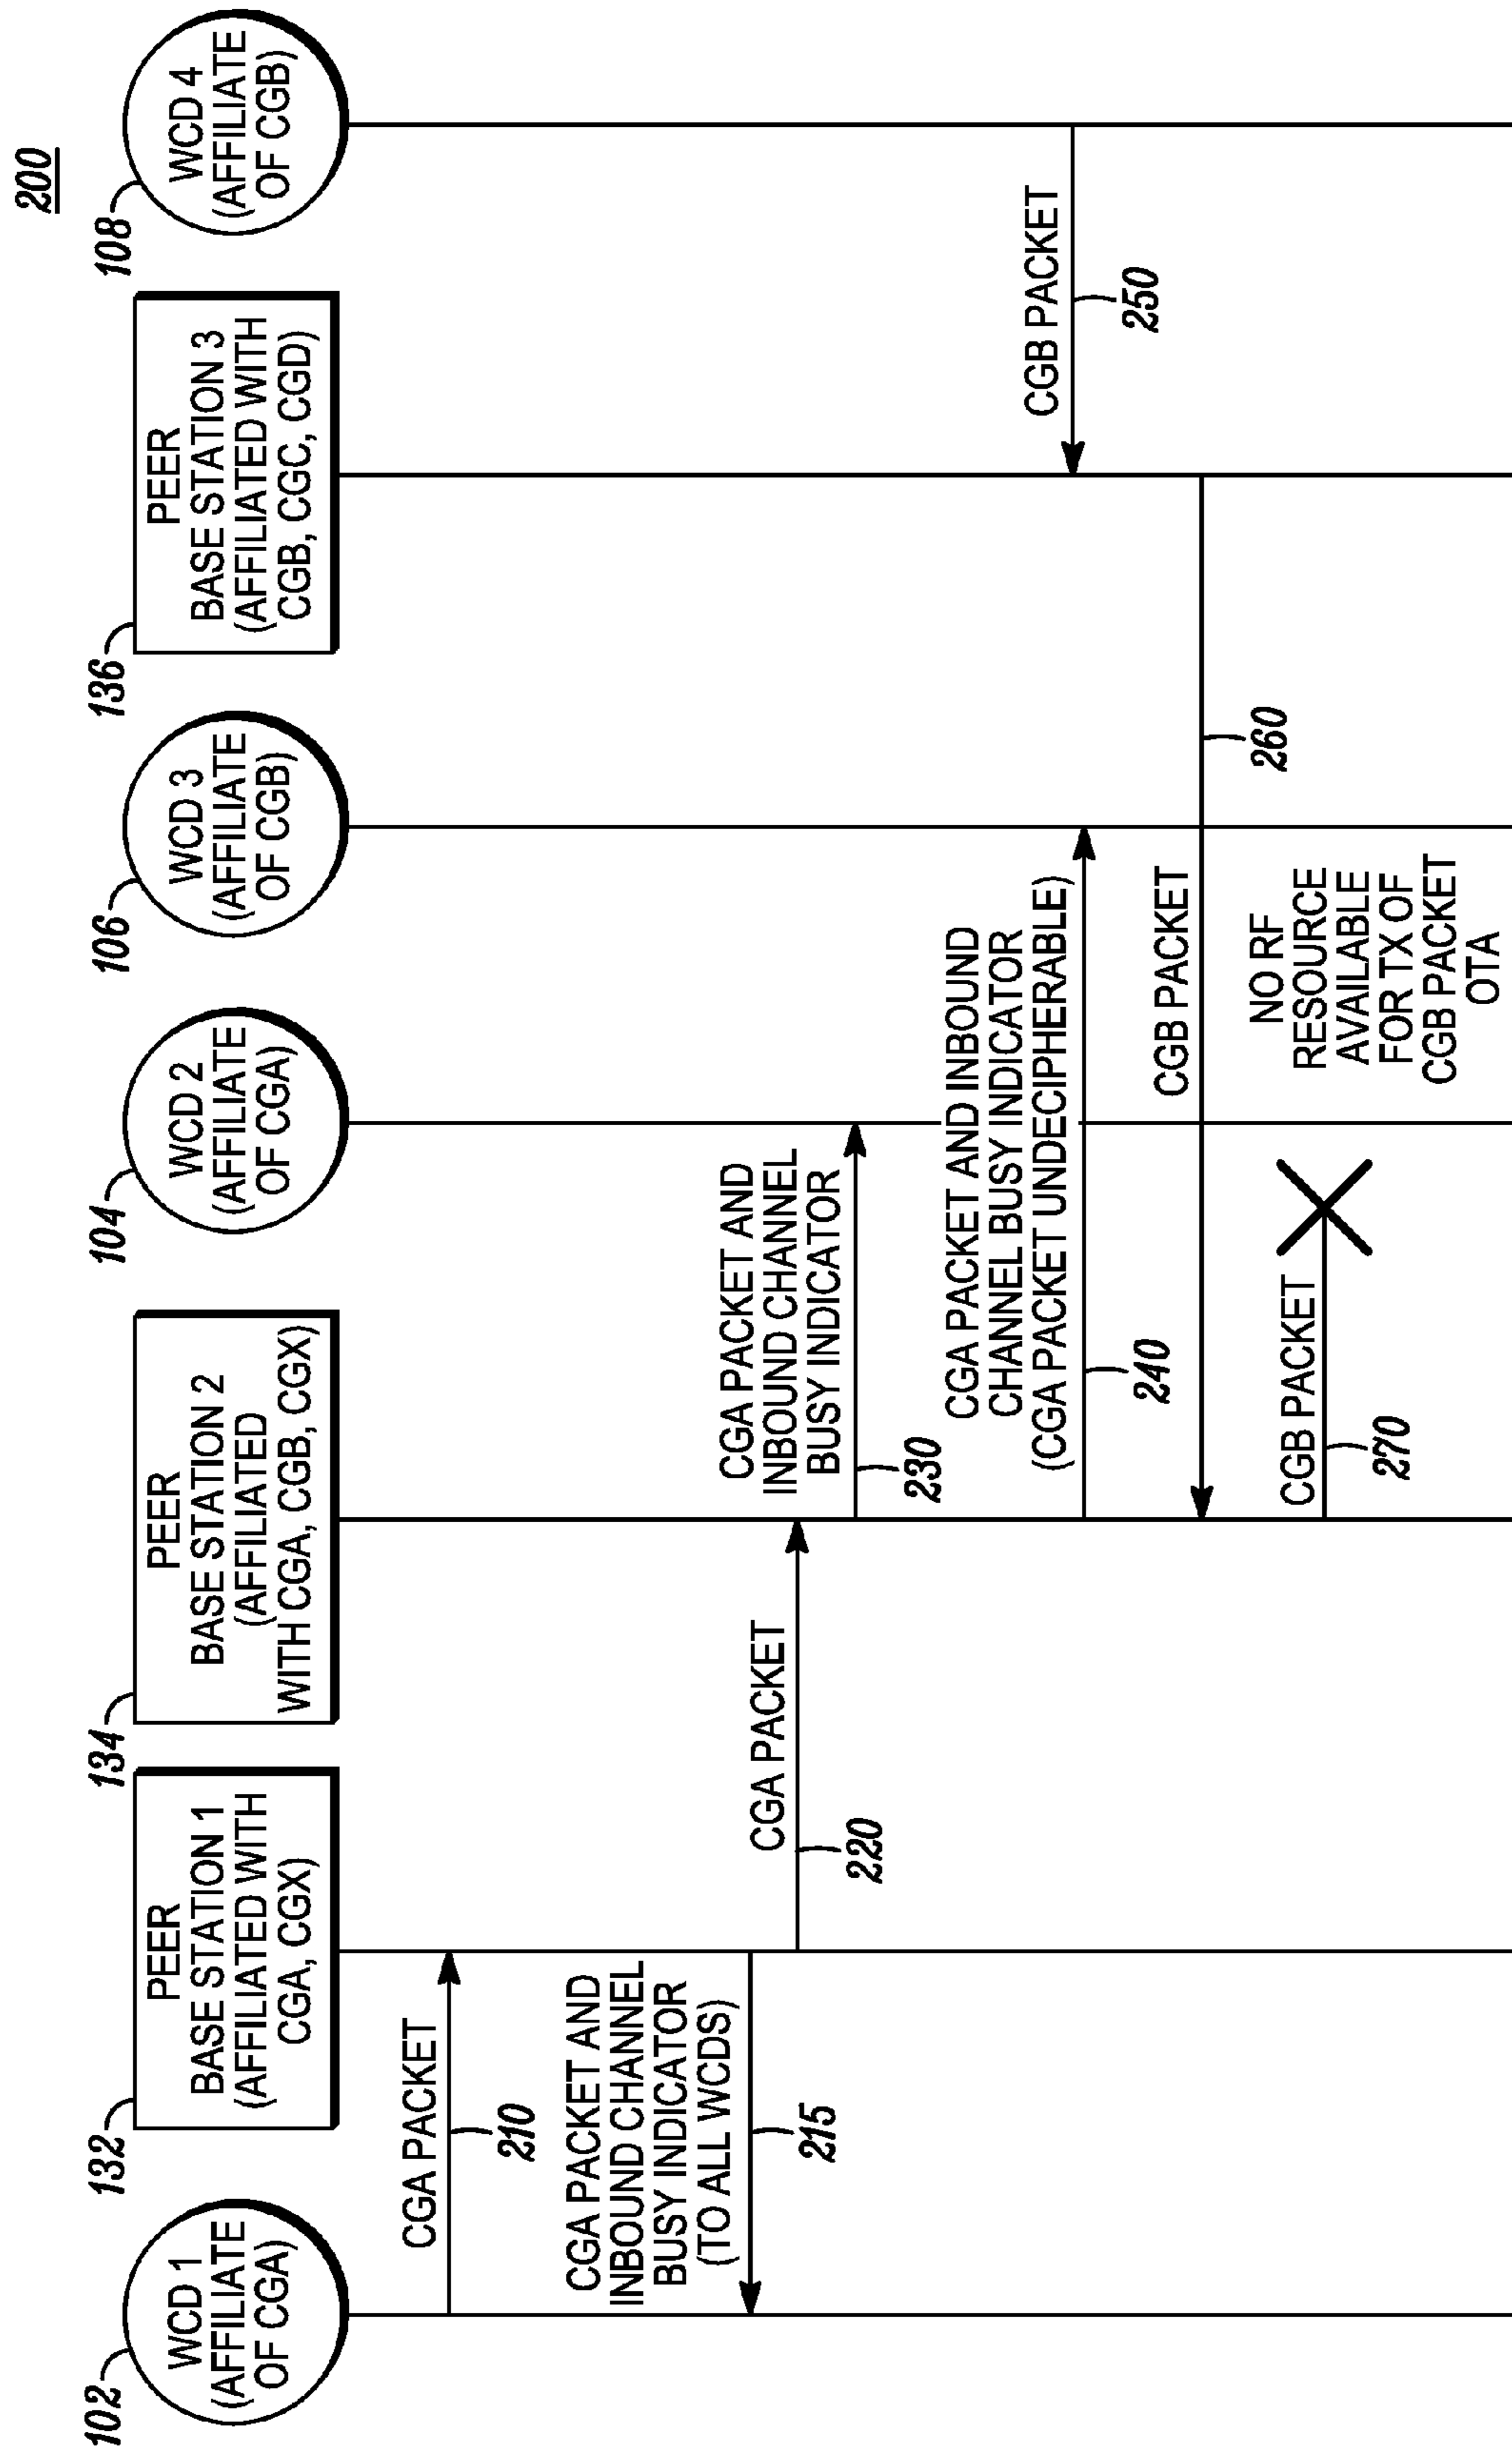 200
102
WCD 1
(AFFILIATE
OF CGA)
132
PEER
BASE STATION 1
(AFFILIATED WITH
CGA, CGX)
134
PEER
BASE STATION 2
(AFFILIATED
WITH CGA, CGB, CGX)
104
WCD 2
(AFFILIATE
OF CGA)
106
WCD 3
(AFFILIATE
OF CGB)
136
PEER
BASE STATION 3
(AFFILIATED WITH
CGB, CGC, CGD)
108
WCD 4
(AFFILIATE
OF CGB)
CGA PACKET
210
CGA PACKET AND
INBOUND CHANNEL
BUSY INDICATOR
(TO ALL WCDS)
215
CGA PACKET
220
CGA PACKET AND
INBOUND CHANNEL
BUSY INDICATOR
230
CGA PACKET AND INBOUND
CHANNEL BUSY INDICATOR
(CGA PACKET UNDECIPHERABLE)
240
CGB PACKET
250
CGB PACKET
260
CGB PACKET
270
NO RF
RESOURCE
AVAILABLE
FOR TX OF
CGB PACKET
OTA